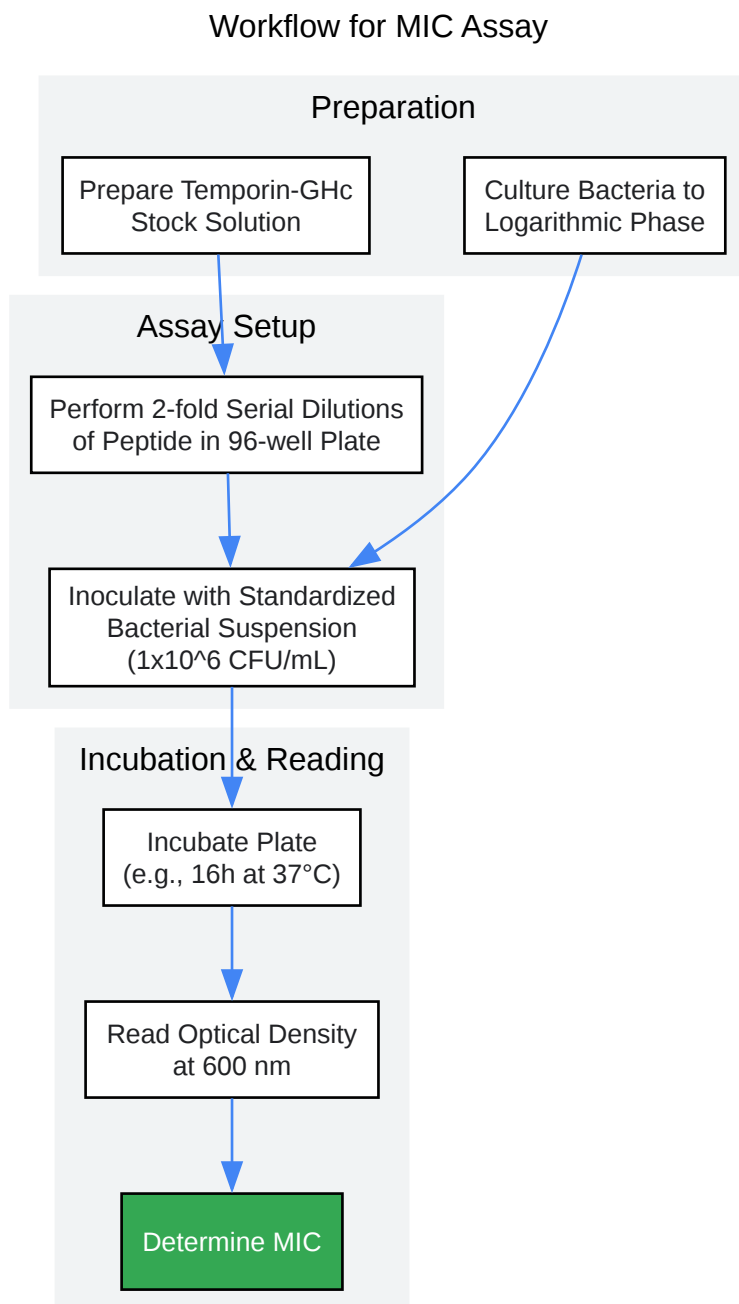 Workflow for MIC Assay
Preparation
Prepare Temporin-GHc
Stock Solution
Culture Bacteria to
Logarithmic Phase
Assay Setup
Perform 2-fold Serial Dilutions
of Peptide in 96-well Plate
Inoculate with Standardized
Bacterial Suspension
(1x10^6 CFU/mL)
Incubation & Reading
Incubate Plate
(e.g., 16h at 37°C)
Read Optical Density
at 600 nm
Determine MIC